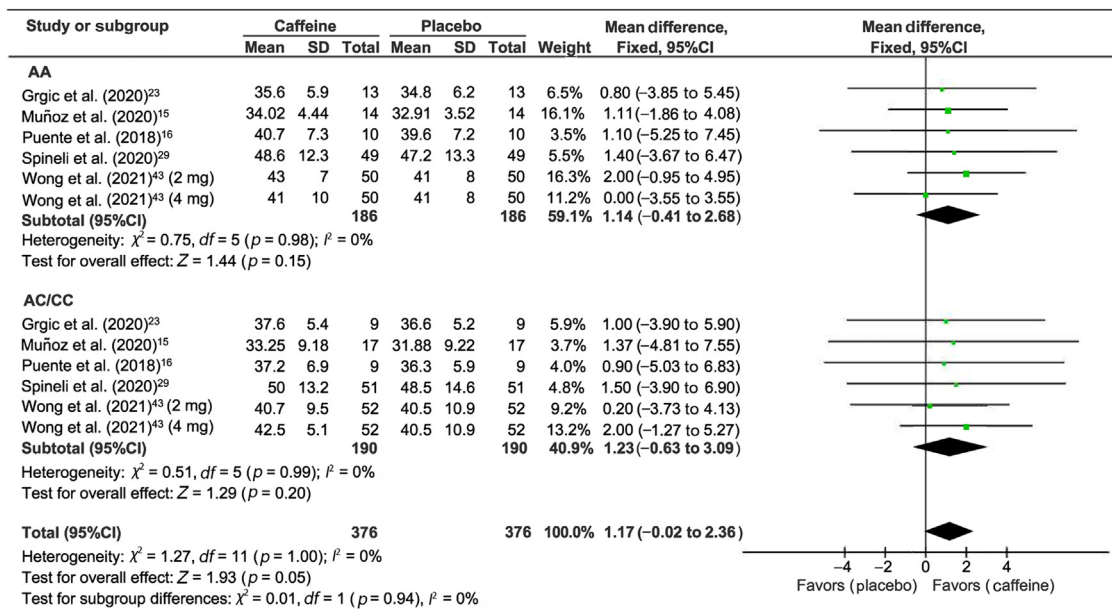 Study or subgroup Caffeine Placebo Mean difference, Mean difference,
Mean SD Total Mean SD Total Weight Fixed, 95%CI Fixed, 95%CI
AA
Grgic et al. (2020)²³ 35.6 5.9 13 34.8 6.2 13 6.5% 0.80 (−3.85 to 5.45)
Muñoz et al. (2020)¹⁵ 34.02 4.44 14 32.91 3.52 14 16.1% 1.11 (−1.86 to 4.08)
Puente et al. (2018)¹⁶ 40.7 7.3 10 39.6 7.2 10 3.5% 1.10 (−5.25 to 7.45)
Spineli et al. (2020)²⁹ 48.6 12.3 49 47.2 13.3 49 5.5% 1.40 (−3.67 to 6.47)
Wong et al. (2021)⁴³ (2 mg) 43 7 50 41 8 50 16.3% 2.00 (−0.95 to 4.95)
Wong et al. (2021)⁴³ (4 mg) 41 10 50 41 8 50 11.2% 0.00 (−3.55 to 3.55)
Subtotal (95%CI) 186 186 59.1% 1.14 (−0.41 to 2.68)
Heterogeneity: χ² = 0.75, df = 5 (p = 0.98); I² = 0%
Test for overall effect: Z = 1.44 (p = 0.15)
AC/CC
Grgic et al. (2020)²³ 37.6 5.4 9 36.6 5.2 9 5.9% 1.00 (−3.90 to 5.90)
Muñoz et al. (2020)¹⁵ 33.25 9.18 17 31.88 9.22 17 3.7% 1.37 (−4.81 to 7.55)
Puente et al. (2018)¹⁶ 37.2 6.9 9 36.3 5.9 9 4.0% 0.90 (−5.03 to 6.83)
Spineli et al. (2020)²⁹ 50 13.2 51 48.5 14.6 51 4.8% 1.50 (−3.90 to 6.90)
Wong et al. (2021)⁴³ (2 mg) 40.7 9.5 52 40.5 10.9 52 9.2% 0.20 (−3.73 to 4.13)
Wong et al. (2021)⁴³ (4 mg) 42.5 5.1 52 40.5 10.9 52 13.2% 2.00 (−1.27 to 5.27)
Subtotal (95%CI) 190 190 40.9% 1.23 (−0.63 to 3.09)
Heterogeneity: χ² = 0.51, df = 5 (p = 0.99); I² = 0%
Test for overall effect: Z = 1.29 (p = 0.20)
Total (95%CI) 376 376 100.0% 1.17 (−0.02 to 2.36)
Heterogeneity: χ² = 1.27, df = 11 (p = 1.00); I² = 0%
Test for overall effect: Z = 1.93 (p = 0.05)
Test for subgroup differences: χ² = 0.01, df = 1 (p = 0.94), I² = 0%
−4 −2 0 2 4
Favors (placebo) Favors (caffeine)